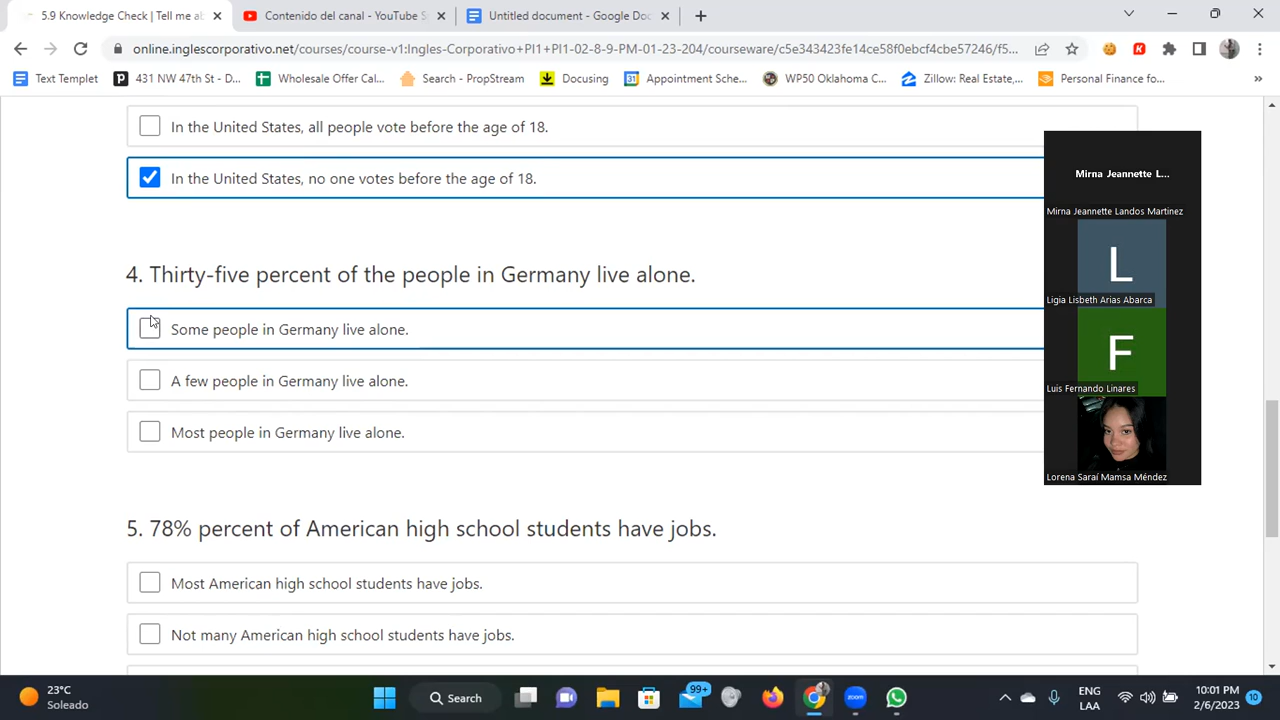 5.9 Knowledge Check | Tell me ab
Contenido del canal - YouTube S
Untitled document - Google Doc
online.inglescorporativo.net/courses/course-v1:Ingles-Corporativo+PI1+PI1-02-8-9-PM-01-23-204/courseware/c5e343423fe14ce58f0ebcf4cbe57246/f5...
Text Templet
431 NW 47th St - D...
Wholesale Offer Cal...
Search - PropStream
Docusing
Appointment Sche...
WP50 Oklahoma C...
Zillow: Real Estate,...
Personal Finance fo...
»
In the United States, all people vote before the age of 18.
In the United States, no one votes before the age of 18.
4. Thirty-five percent of the people in Germany live alone.
Some people in Germany live alone.
A few people in Germany live alone.
Most people in Germany live alone.
5. 78% percent of American high school students have jobs.
Most American high school students have jobs.
Not many American high school students have jobs.
Mirna Jeannette L...
Mirna Jeannette Landos Martinez
L
Ligia Lisbeth Arias Abarca
F
Luis Fernando Linares
Lorena Saraí Mamsa Méndez
23°C
Soleado
Search
99+
ENG
LAA
10:01 PM
2/6/2023
10